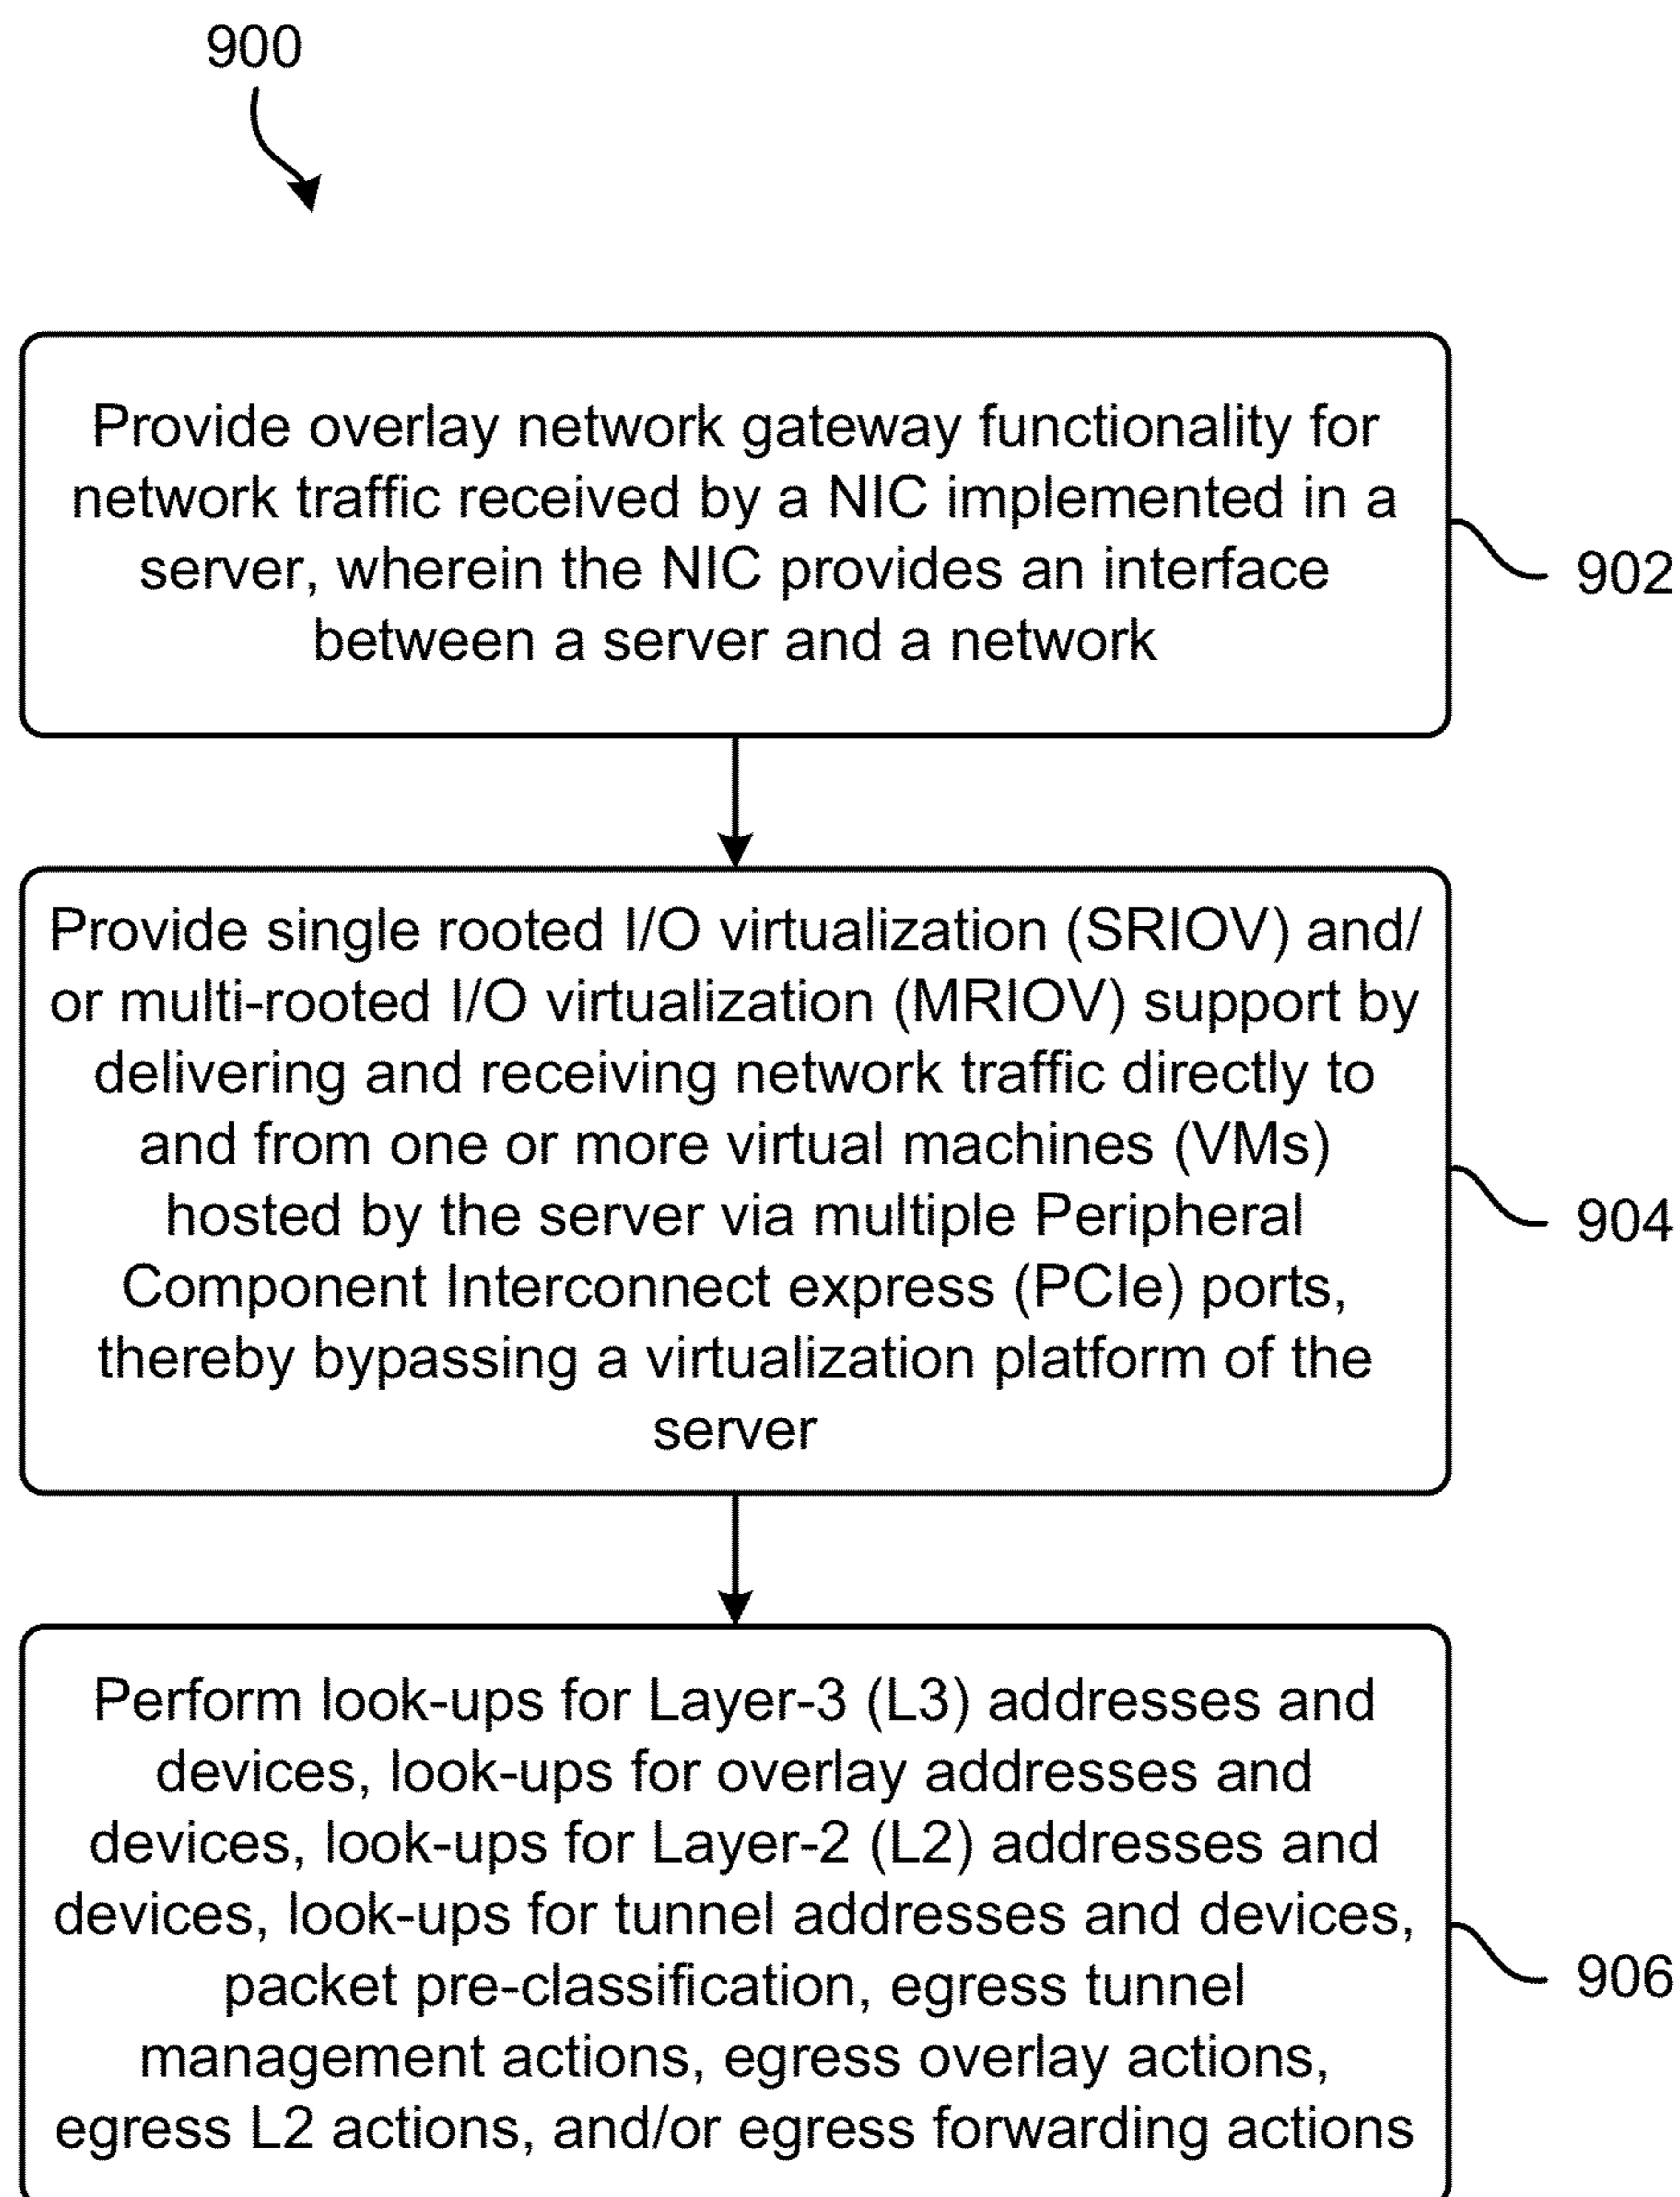 900
Provide overlay network gateway functionality for
network traffic received by a NIC implemented in a
server, wherein the NIC provides an interface
between a server and a network
902
Provide single rooted I/O virtualization (SRIOV) and/
or multi-rooted I/O virtualization (MRIOV) support by
delivering and receiving network traffic directly to
and from one or more virtual machines (VMs)
hosted by the server via multiple Peripheral
Component Interconnect express (PCIe) ports,
thereby bypassing a virtualization platform of the
server
904
Perform look-ups for Layer-3 (L3) addresses and
devices, look-ups for overlay addresses and
devices, look-ups for Layer-2 (L2) addresses and
devices, look-ups for tunnel addresses and devices,
packet pre-classification, egress tunnel
management actions, egress overlay actions,
egress L2 actions, and/or egress forwarding actions
906